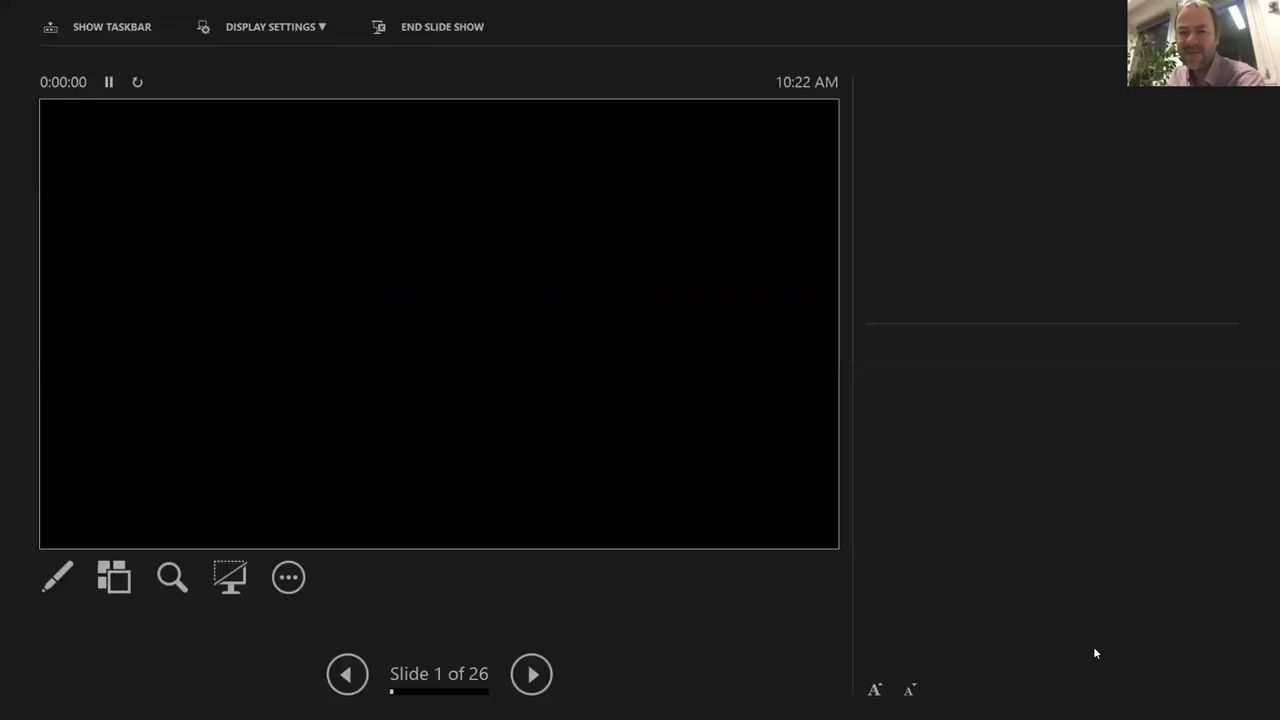 SHOW TASKBAR DISPLAY SETTINGS ▼ END SLIDE SHOW
0:00:00 10:22 AM
Slide 1 of 26
A A